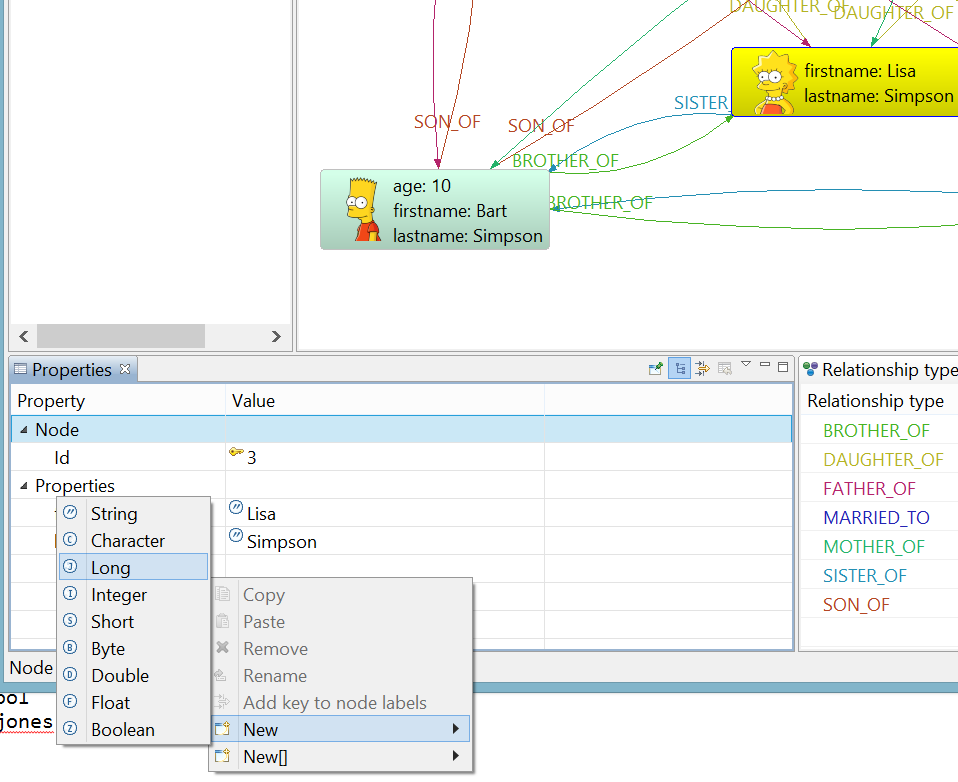 DAUGHTER_OF
DAUGHTER_OF
firstname: Lisa
lastname: Simpson
SISTER_
SON_OF
SON_OF
BROTHER_OF
age: 10
firstname: Bart
lastname: Simpson
BROTHER_OF
Properties
Property Value
Node
Id 3
Properties
Lisa
Simpson
String
Character
Long
Integer
Short
Byte
Double
Float
Boolean
Copy
Paste
Remove
Rename
Add key to node labels
New
New[]
Relationship type
Relationship type
BROTHER_OF
DAUGHTER_OF
FATHER_OF
MARRIED_TO
MOTHER_OF
SISTER_OF
SON_OF
Node
jones